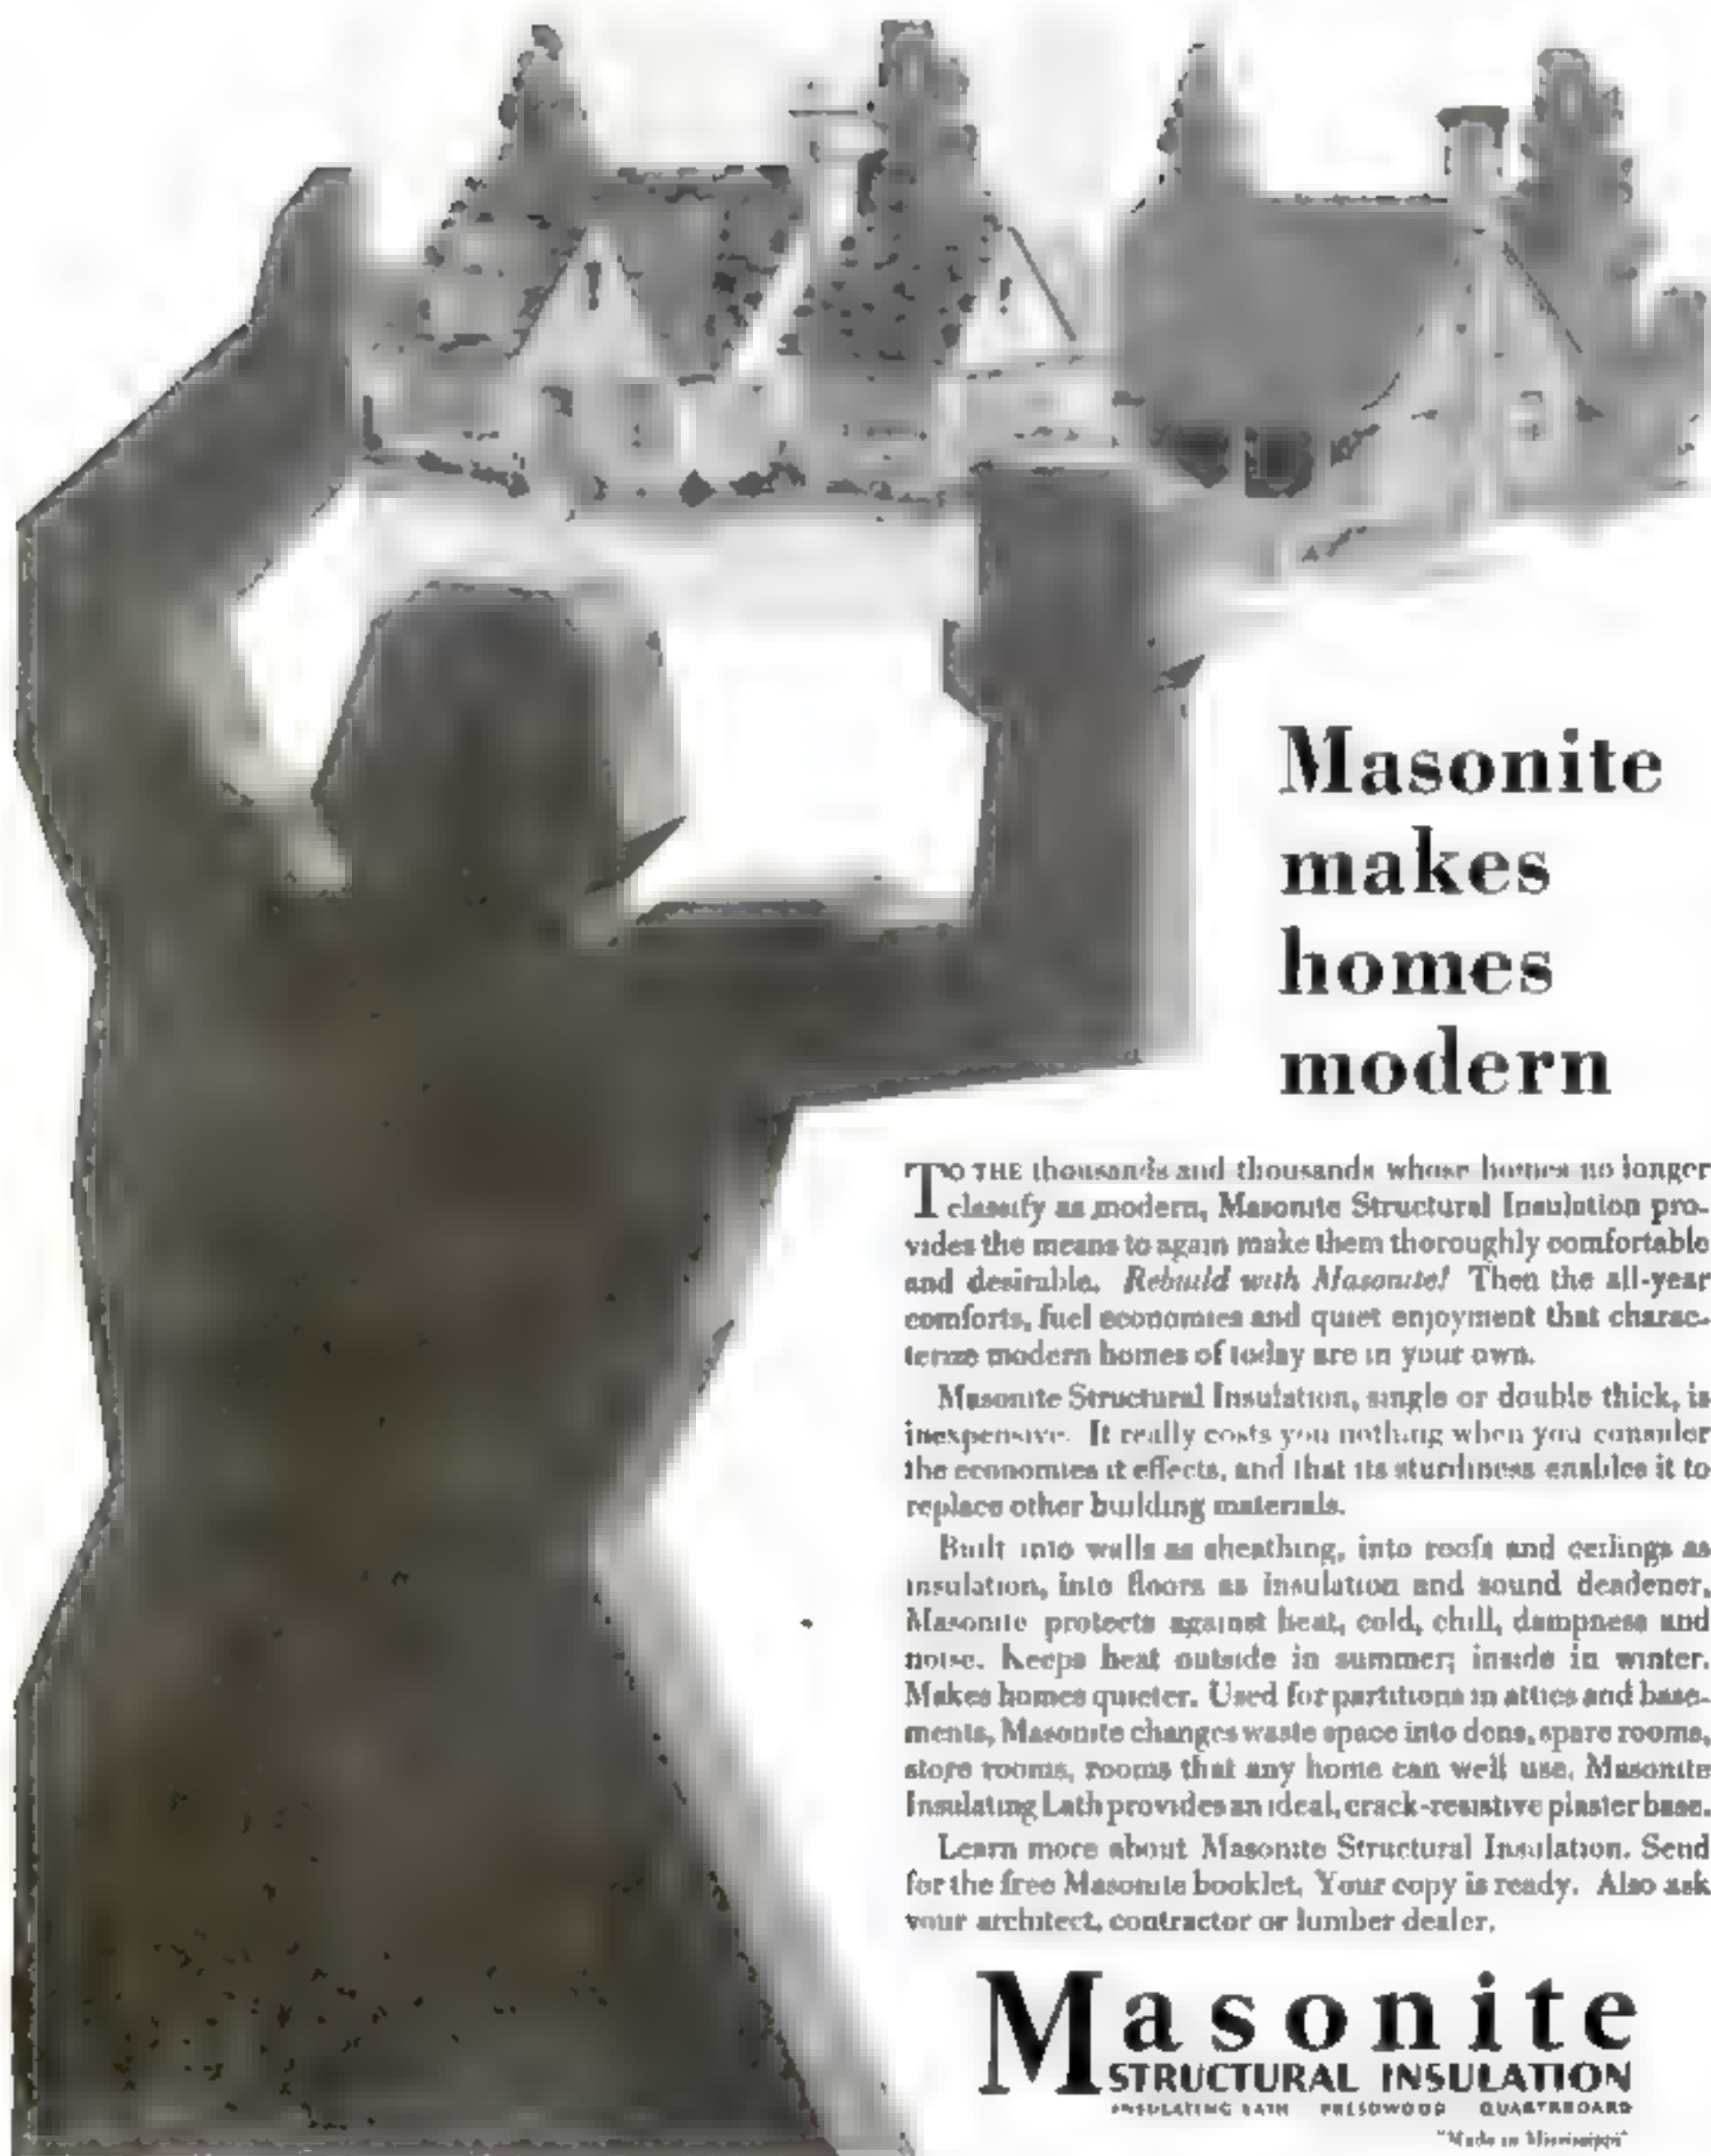 Masonite
makes
homes
modern
TO THE thousands and thousands whose homes no longer
classify as modern, Masonite Structural Insulation pro-
vides the means to again make them thoroughly comfortable
and desirable. Rebuild with Masonite! Then the all-year
comforts, fuel economies and quiet enjoyment that charac-
terize modern homes of today are in your own.
Masonite Structural Insulation, single or double thick, is
inexpensive. It really costs you nothing when you consider
the economies it effects, and that its sturdiness enables it to
replace other building materials.
Built into walls as sheathing, into roofs and ceilings as
insulation, into floors as insulation and sound deadener,
Masonite protects against heat, cold, chill, dampness and
noise. Keeps heat outside in summer; inside in winter.
Makes homes quieter. Used for partitions in attics and base-
ments, Masonite changes waste space into dens, spare rooms,
store rooms, rooms that any home can well use. Masonite
Insulating Lath provides an ideal, crack-resistive plaster base.
Learn more about Masonite Structural Insulation. Send
for the free Masonite booklet. Your copy is ready. Also ask
your architect, contractor or lumber dealer.
Masonite
STRUCTURAL INSULATION
INSULATING LATH PRESDWOOD QUARTRBOARD
"Made in Mississippi"